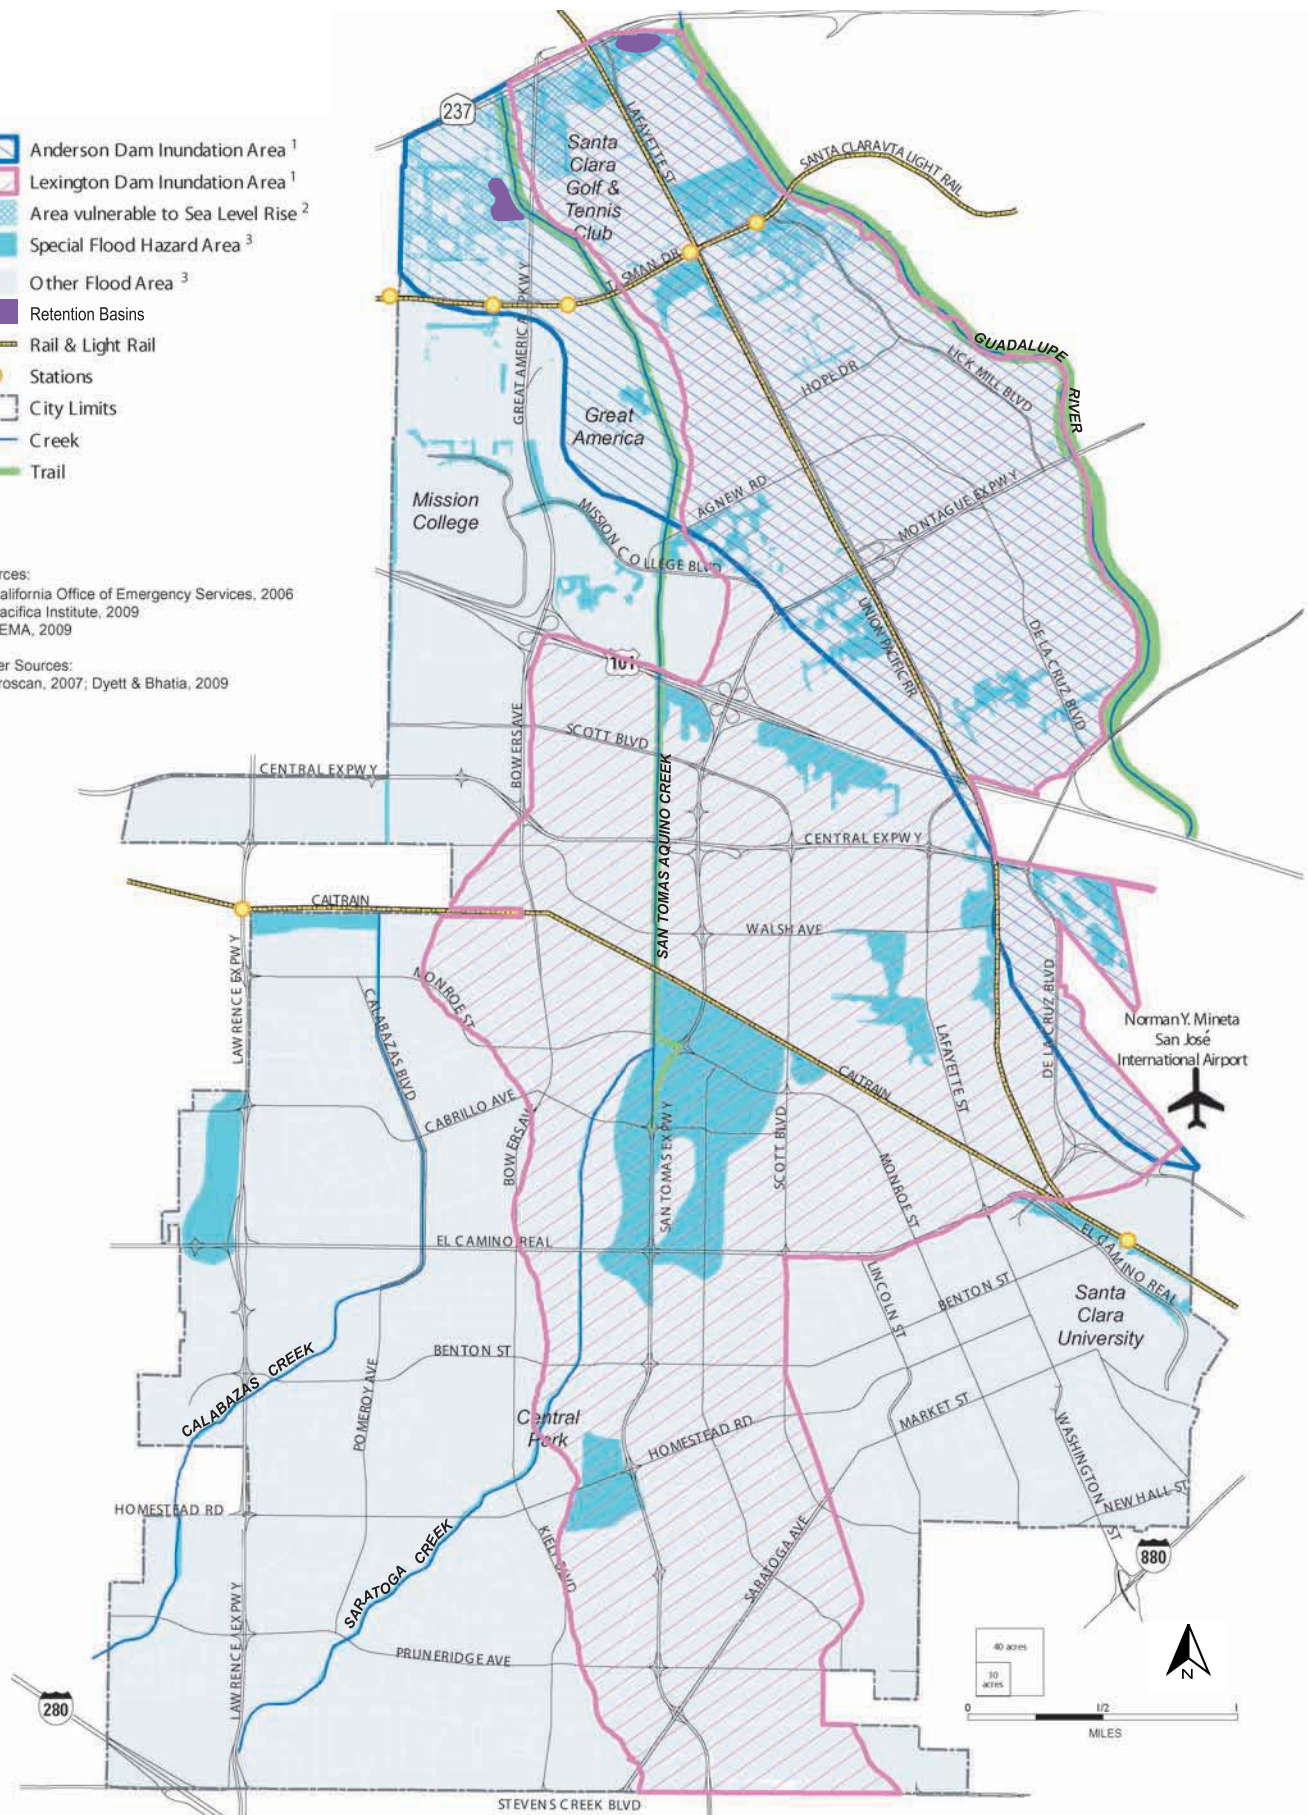 237
Anderson Dam Inundation Area 1
Lexington Dam Inundation Area 1
Area vulnerable to Sea Level Rise 2
Special Flood Hazard Area 3
Other Flood Area 3
Retention Basins
Rail & Light Rail
Stations
City Limits
Creek
Trail
rces:
alifornia Office of Emergency Services, 2006
acifica Institute, 2009
EMA, 2009
er Sources:
roscan, 2007; Dyett & Bhatia, 2009
LAFAYETTE ST
SANTA CLARA VTA LIGHT RAIL
Santa
Clara
Golf &
Tennis
Club
TASMAN DR
GREAT AMERICA PKWY
GUADALUPE
RIVER
LICK MILL BLVD
HOPE DR
Great
America
Mission
College
AGNEW RD
MONTAGUE EXPWY
MISSION COLLEGE BLVD
UNION PACIFIC RR
DE LA CRUZ BLVD
101
BOWERS AVE
SCOTT BLVD
CENTRAL EXPWY
SAN TOMAS AQUINO CREEK
CENTRAL EXPWY
CALTRAIN
WALSH AVE
LAWRENCE EXPWY
MONROE ST
CALABAZAS BLVD
DE LA CRUZ BLVD
Norman Y. Mineta
San José
International Airport
LAFAYETTE ST
CALTRAIN
CABRILLO AVE
BOWERS AV
SAN TOMAS EXPWY
SCOTT BLVD
MONROE ST
EL CAMINO REAL
EL CAMINO REAL
LINCOLN ST
BENTON ST
Santa
Clara
University
CALABAZAS CREEK
BENTON ST
POMEROY AVE
Central
Park
HOMESTEAD RD
MARKET ST
WASHINGTON ST
NEWHALL ST
HOMESTEAD RD
SARATOGA CREEK
KIELY BLVD
SARATOGA AVE
880
LAWRENCE EXPWY
PRUNERIDGE AVE
280
40 acres
10
acres
N
0 1/2 1
MILES
STEVENS CREEK BLVD